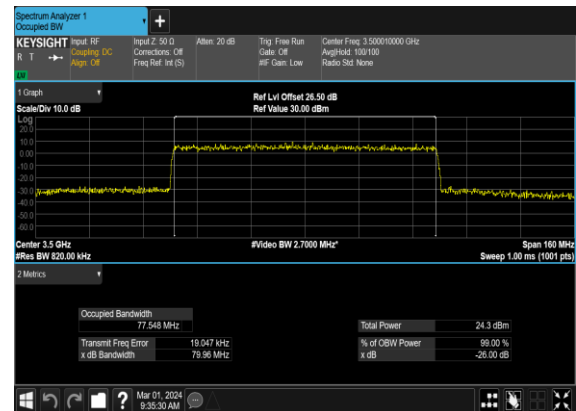 Spectrum Analyzer 1
Occupied BW
+
KEYSIGHT Input: RF Input Z: 50 Ω Atten: 20 dB Trig: Free Run Center Freq: 3.500010000 GHz
R T Coupling: DC Corrections: Off Gate: Off Avg|Hold: 100/100
Align: Off Freq Ref: Int (S) #IF Gain: Low Radio Std: None
1 Graph Ref Lvl Offset 26.50 dB
Scale/Div 10.0 dB Ref Value 30.00 dBm
Log
20.0
10.0
0.00
-10.0
-20.0
-30.0
-40.0
-50.0
-60.0
Center 3.5 GHz #Video BW 2.7000 MHz* Span 160 MHz
#Res BW 820.00 kHz Sweep 1.00 ms (1001 pts)
2 Metrics
Occupied Bandwidth
77.548 MHz Total Power 24.3 dBm
Transmit Freq Error 19.047 kHz % of OBW Power 99.00 %
x dB Bandwidth 79.96 MHz x dB -26.00 dB
? Mar 01, 2024
9:35:30 AM